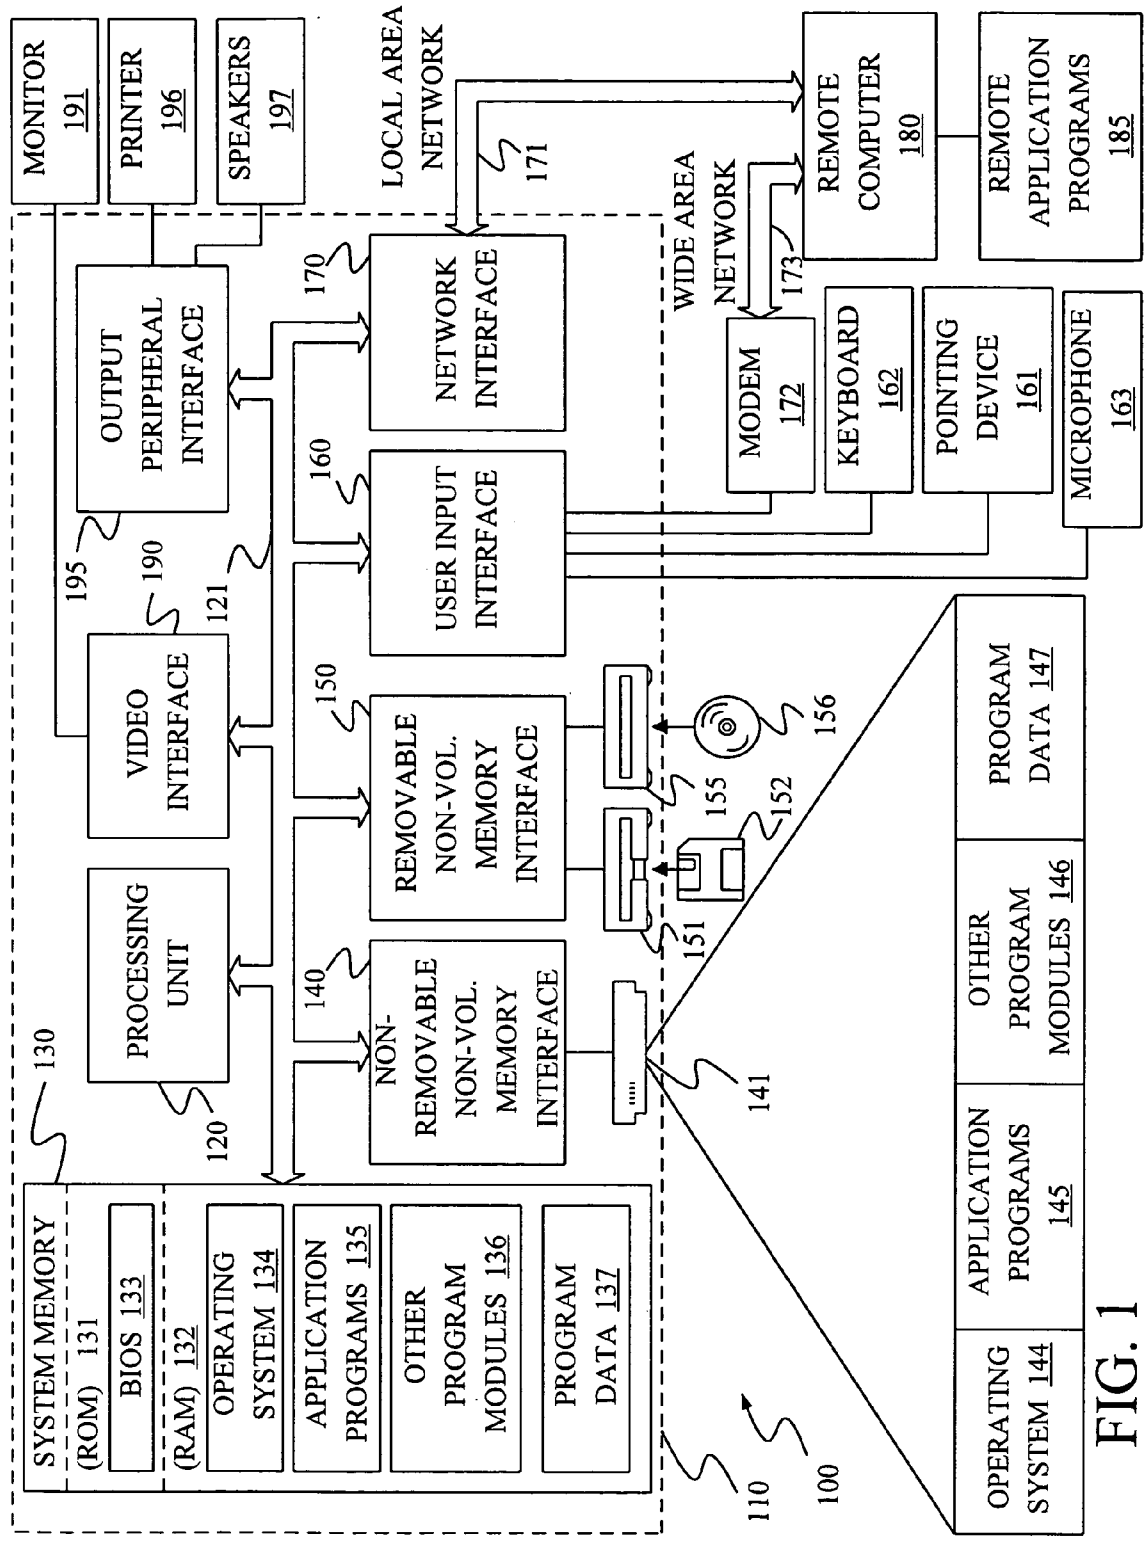 SYSTEM MEMORY
(ROM) 131
BIOS 133
(RAM) 132
OPERATING
SYSTEM 134
APPLICATION
PROGRAMS 135
OTHER
PROGRAM
MODULES 136
PROGRAM
DATA 137
130
PROCESSING
UNIT
120
VIDEO
INTERFACE
190
OUTPUT
PERIPHERAL
INTERFACE
195
121
MONITOR
191
PRINTER
196
SPEAKERS
197
NON-
REMOVABLE
NON-VOL.
MEMORY
INTERFACE
140
REMOVABLE
NON-VOL.
MEMORY
INTERFACE
150
USER INPUT
INTERFACE
160
NETWORK
INTERFACE
170
LOCAL AREA
NETWORK
171
141
151
152
155
156
WIDE AREA
NETWORK
173
MODEM
172
KEYBOARD
162
POINTING
DEVICE
161
MICROPHONE
163
REMOTE
COMPUTER
180
REMOTE
APPLICATION
PROGRAMS
185
110
100
OPERATING
SYSTEM 144
APPLICATION
PROGRAMS
145
OTHER
PROGRAM
MODULES 146
PROGRAM
DATA 147
FIG. 1